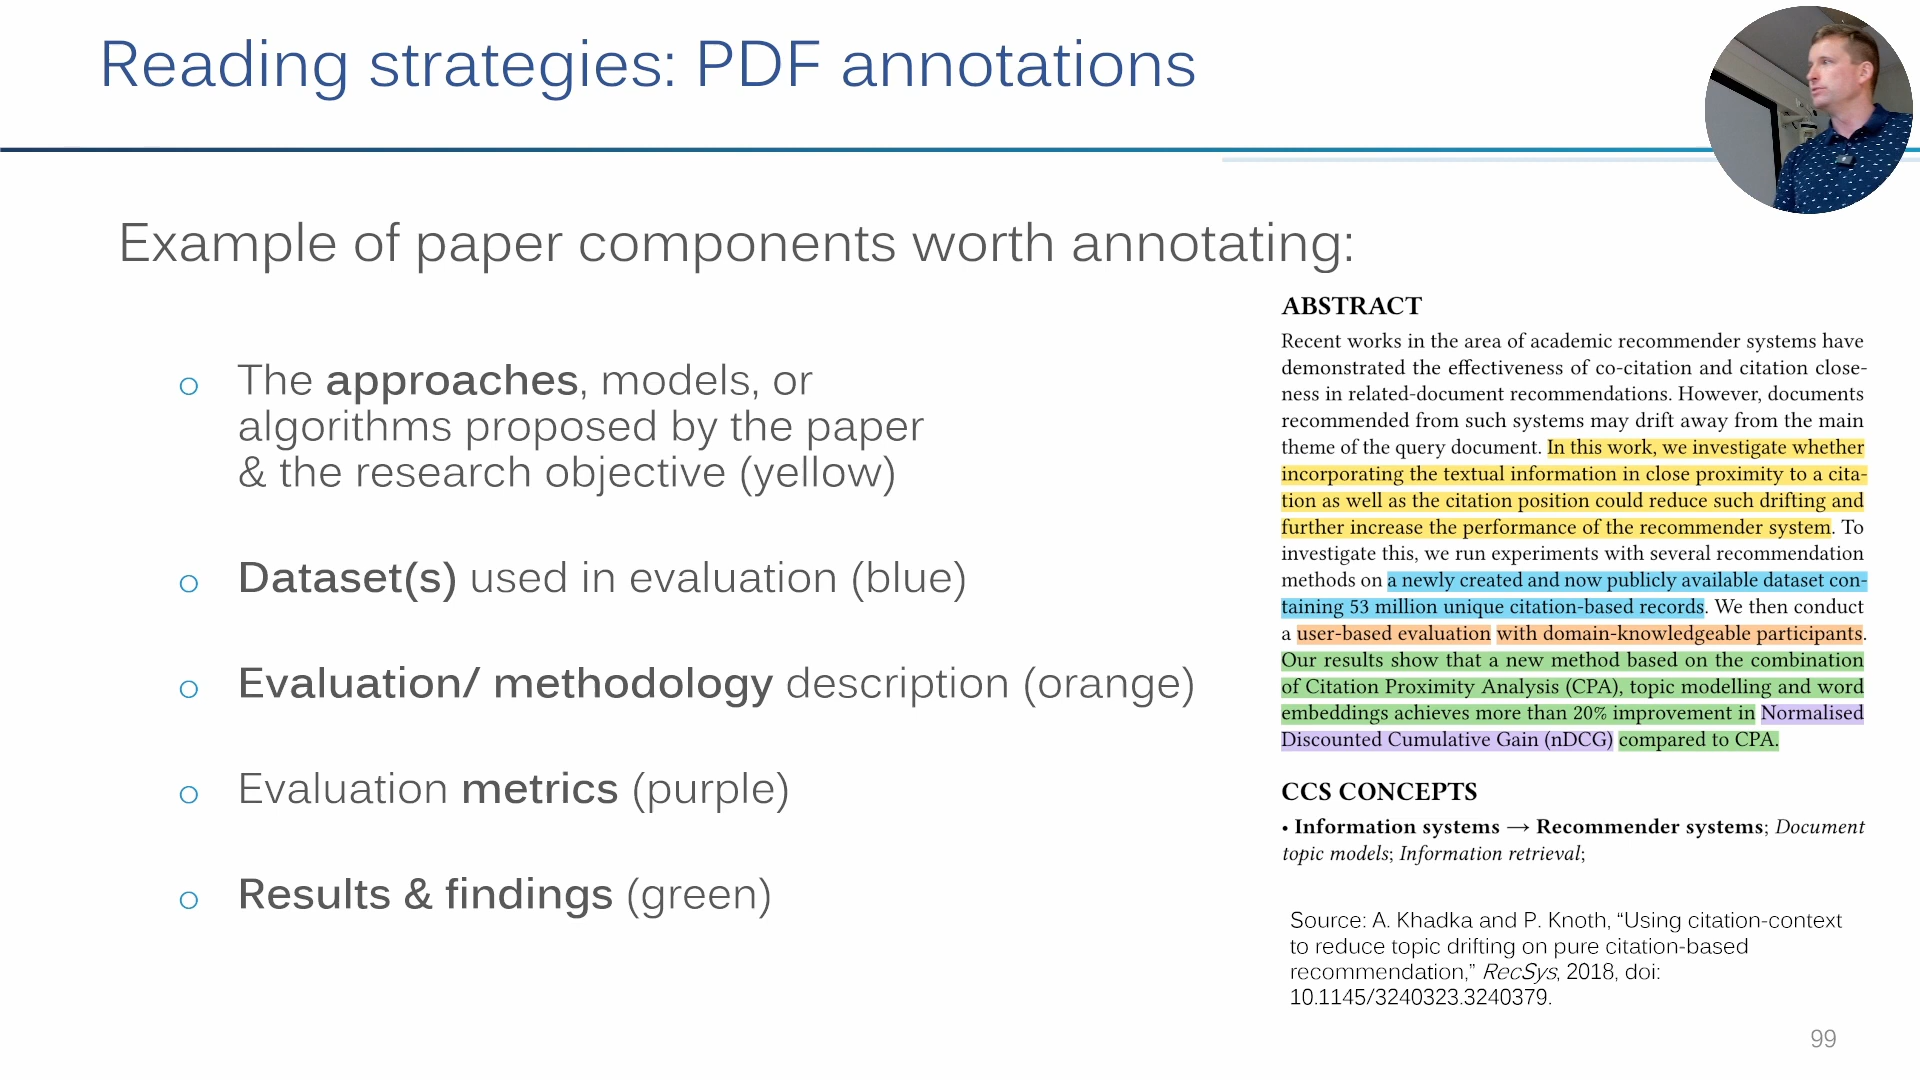 Reading strategies: PDF annotations
Example of paper components worth annotating:
o The approaches, models, or
algorithms proposed by the paper
& the research objective (yellow)
o Dataset(s) used in evaluation (blue)
o Evaluation/ methodology description (orange)
o Evaluation metrics (purple)
o Results & findings (green)
ABSTRACT
Recent works in the area of academic recommender systems have
demonstrated the effectiveness of co-citation and citation close-
ness in related-document recommendations. However, documents
recommended from such systems may drift away from the main
theme of the query document. In this work, we investigate whether
incorporating the textual information in close proximity to a cita-
tion as well as the citation position could reduce such drifting and
further increase the performance of the recommender system. To
investigate this, we run experiments with several recommendation
methods on a newly created and now publicly available dataset con-
taining 53 million unique citation-based records. We then conduct
a user-based evaluation with domain-knowledgeable participants.
Our results show that a new method based on the combination
of Citation Proximity Analysis (CPA), topic modelling and word
embeddings achieves more than 20% improvement in Normalised
Discounted Cumulative Gain (nDCG) compared to CPA.
CCS CONCEPTS
• Information systems → Recommender systems; Document
topic models; Information retrieval;
Source: A. Khadka and P. Knoth, “Using citation-context
to reduce topic drifting on pure citation-based
recommendation,” RecSys, 2018, doi:
10.1145/3240323.3240379.
99